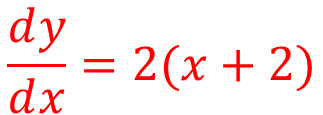 dy/dx = 2(x + 2)